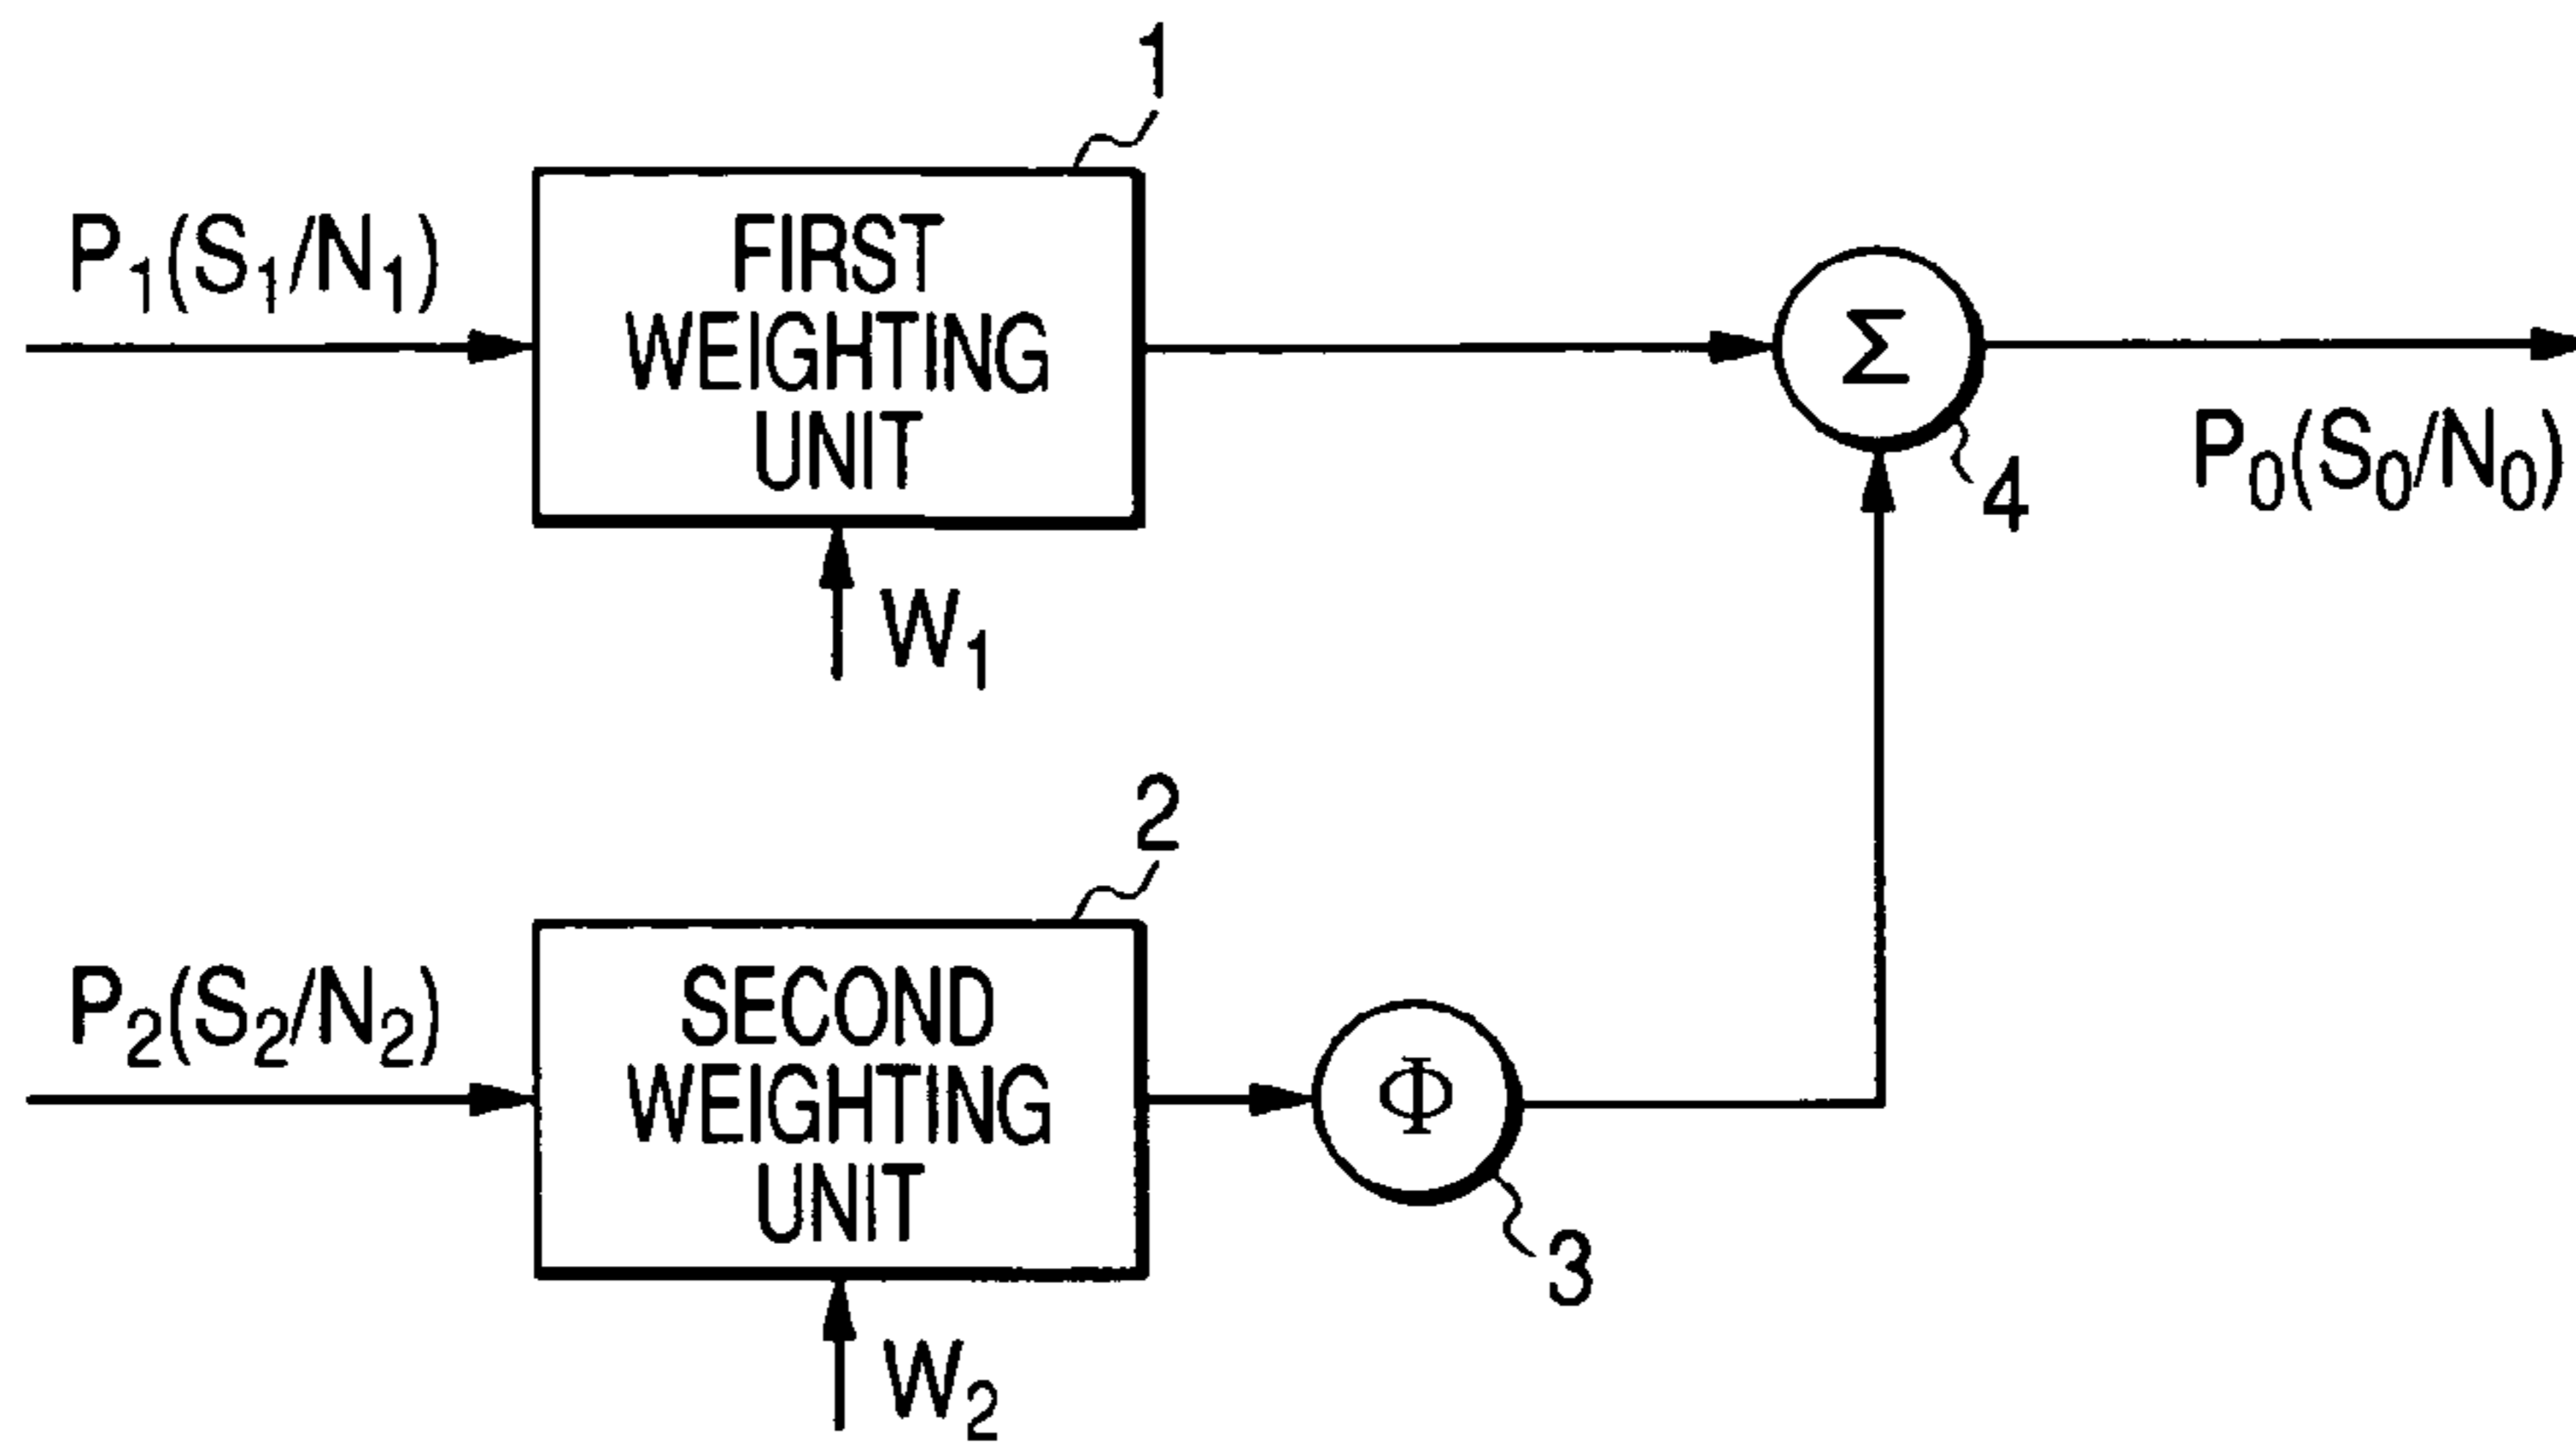 1
P₁(S₁/N₁)
FIRST
WEIGHTING
UNIT
Σ
4
P₀(S₀/N₀)
W₁
2
P₂(S₂/N₂)
SECOND
WEIGHTING
UNIT
Φ
3
W₂